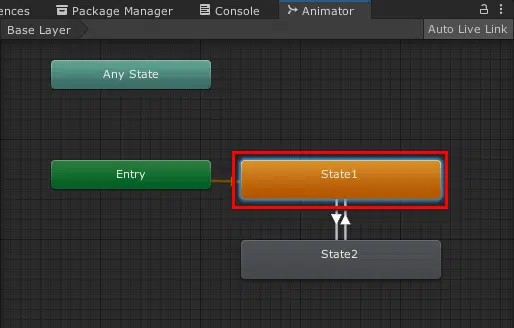 ences Package Manager Console Animator
Base Layer Auto Live Link
Any State
Entry State1
State2